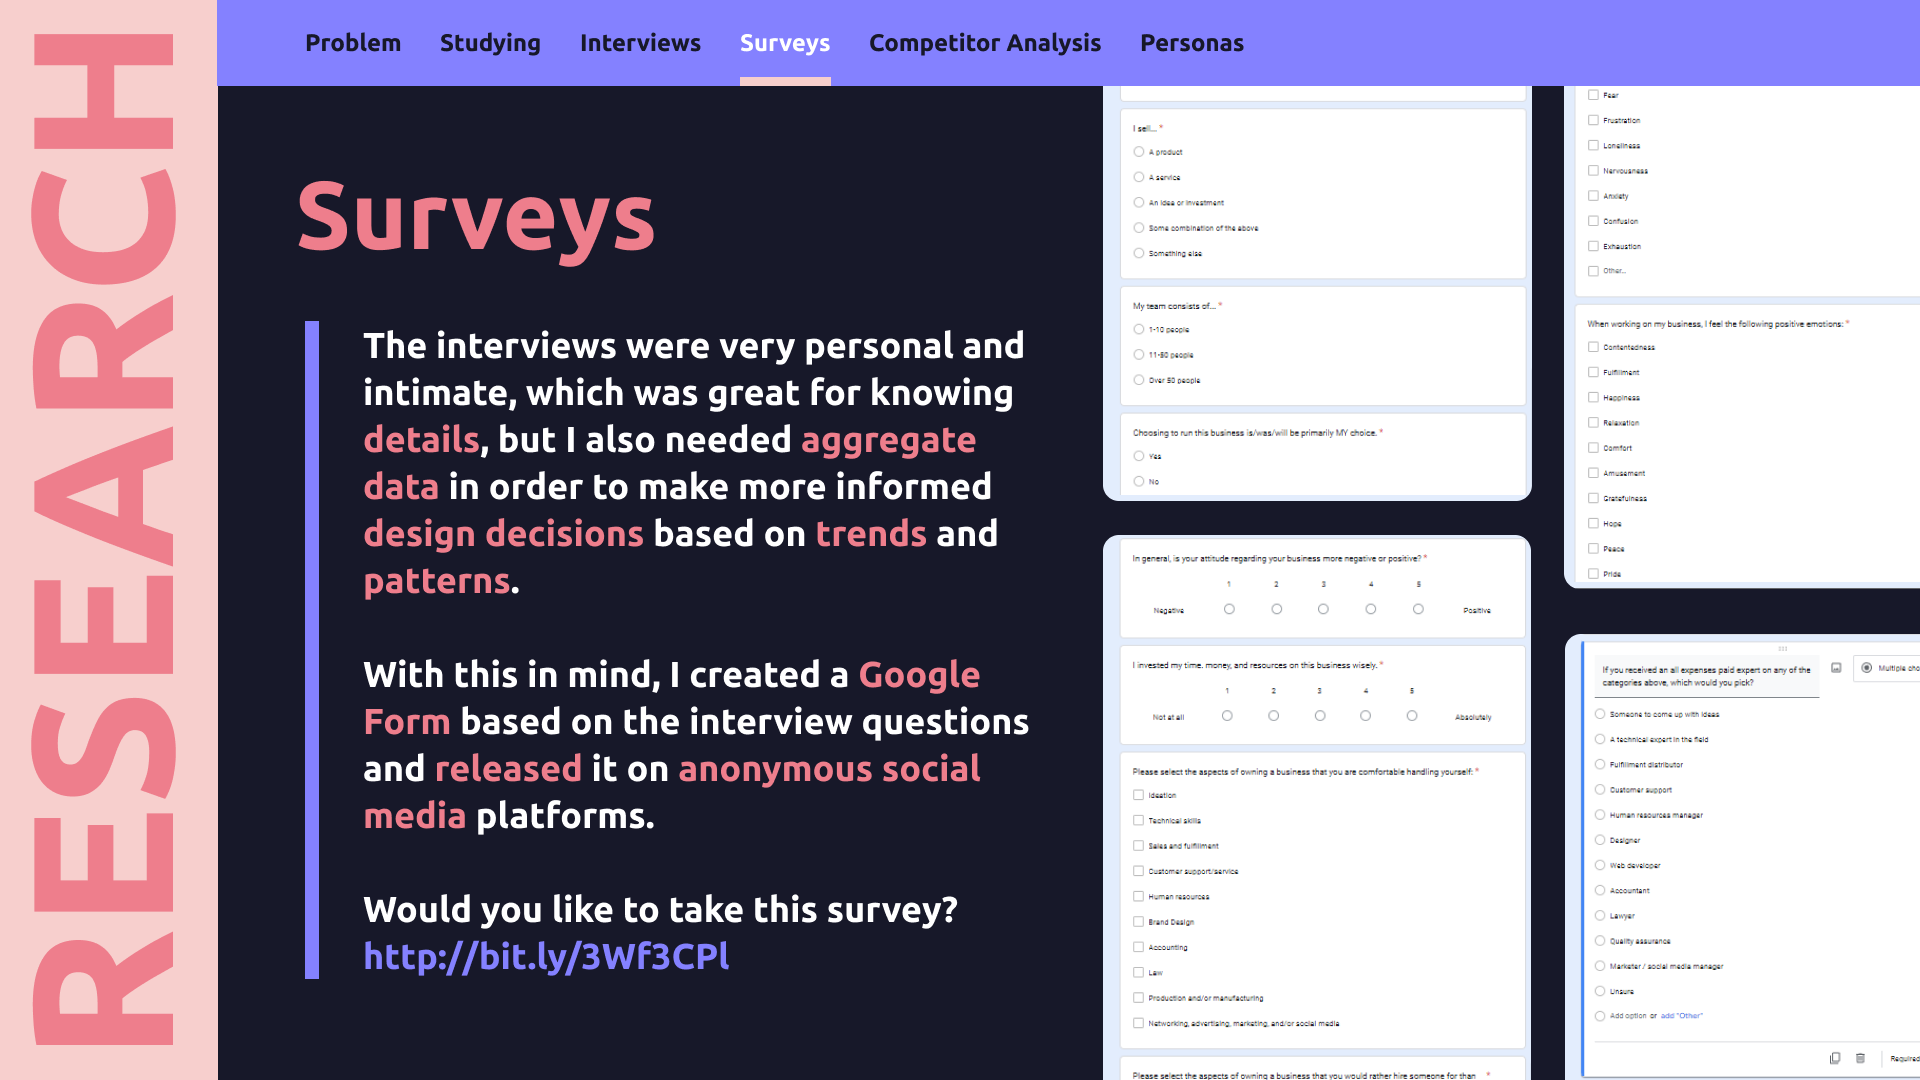 RESEARCH
Problem Studying Interviews Surveys Competitor Analysis Personas
Surveys
The interviews were very personal and
intimate, which was great for knowing
details, but I also needed aggregate
data in order to make more informed
design decisions based on trends and
patterns.
With this in mind, I created a Google
Form based on the interview questions
and released it on anonymous social
media platforms.
Would you like to take this survey?
http://bit.ly/3Wf3CPl
I sell... *
A product
A service
An idea or investment
Some combination of the above
Something else
My team consists of... *
1-10 people
11-50 people
Over 50 people
Choosing to run this business is/was/will be primarily MY choice. *
Yes
No
In general, is your attitude regarding your business more negative or positive? *
1 2 3 4 5
Negative Positive
I invested my time, money, and resources on this business wisely. *
1 2 3 4 5
Not at all Absolutely
Please select the aspects of owning a business that you are comfortable handling yourself: *
Ideation
Technical skills
Sales and fulfillment
Customer support/service
Human resources
Brand Design
Accounting
Law
Production and/or manufacturing
Networking, advertising, marketing, and/or social media
Please select the aspects of owning a business that you would rather hire someone for than *
Fear
Frustration
Loneliness
Nervousness
Anxiety
Confusion
Exhaustion
Other...
When working on my business, I feel the following positive emotions: *
Contentedness
Fulfillment
Happiness
Relaxation
Comfort
Amusement
Gratefulness
Hope
Peace
Pride
If you received an all expenses paid expert on any of the
categories above, which would you pick?
Multiple cho
Someone to come up with ideas
A technical expert in the field
Fulfillment distributor
Customer support
Human resources manager
Designer
Web developer
Accountant
Lawyer
Quality assurance
Marketer / social media manager
Unsure
Add option or add "Other"
Required